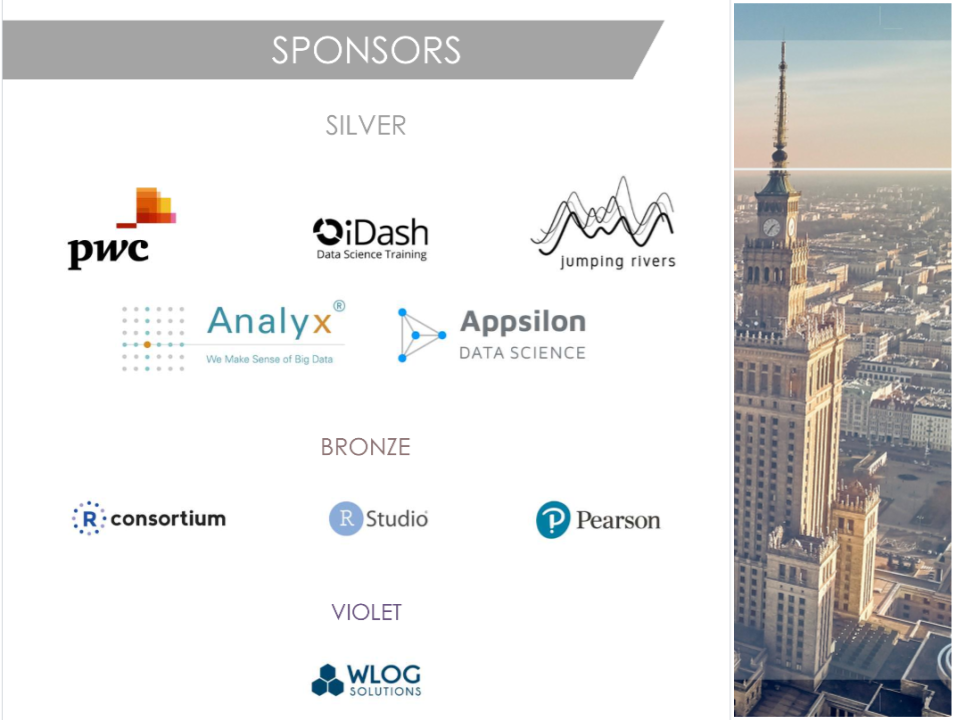 SPONSORS
SILVER
pwc
iDash
Data Science Training
jumping rivers
Analyx®
We Make Sense of Big Data
Appsilon
DATA SCIENCE
BRONZE
R consortium
R Studio
P Pearson
VIOLET
WLOG
SOLUTIONS